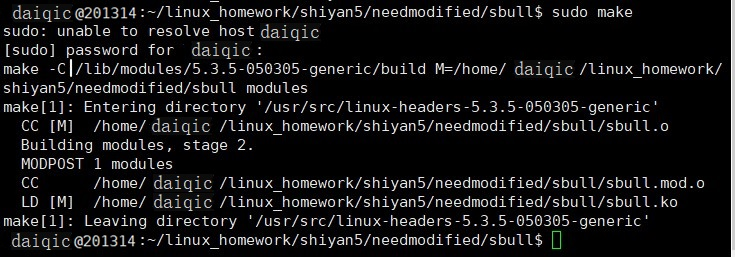 daiqic@201314:~/linux_homework/shiyan5/needmodified/sbull$ sudo make
sudo: unable to resolve host daiqic
[sudo] password for daiqic:
make -C /lib/modules/5.3.5-050305-generic/build M=/home/ daiqic /linux_homework/
shiyan5/needmodified/sbull modules
make[1]: Entering directory '/usr/src/linux-headers-5.3.5-050305-generic'
  CC [M]  /home/ daiqic /linux_homework/shiyan5/needmodified/sbull/sbull.o
  Building modules, stage 2.
  MODPOST 1 modules
  CC      /home/ daiqic /linux_homework/shiyan5/needmodified/sbull/sbull.mod.o
  LD [M]  /home/ daiqic /linux_homework/shiyan5/needmodified/sbull/sbull.ko
make[1]: Leaving directory '/usr/src/linux-headers-5.3.5-050305-generic'
daiqic@201314:~/linux_homework/shiyan5/needmodified/sbull$